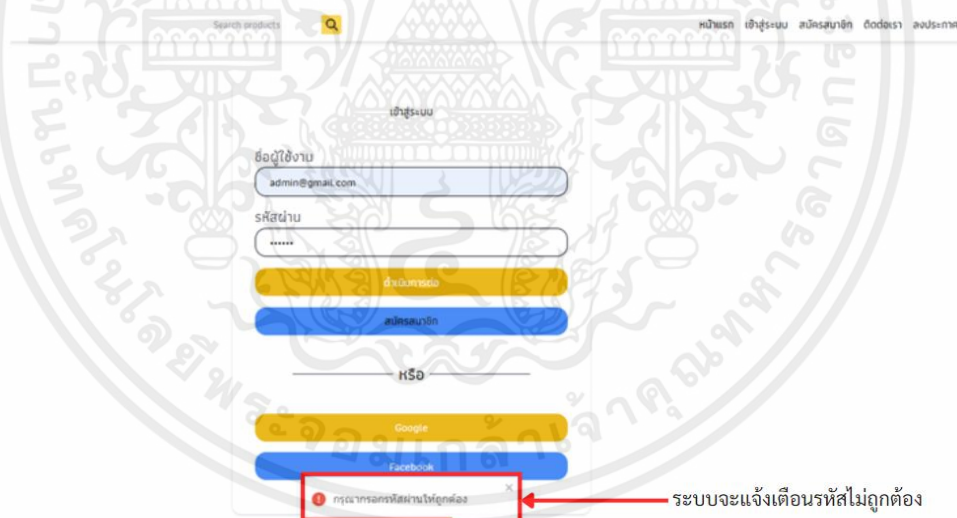 Search products
หน้าแรก เข้าสู่ระบบ สมัครสมาชิก ติดต่อเรา ลงประกาศ
เข้าสู่ระบบ
ชื่อผู้ใช้งาน
admin@gmail.com
รหัสผ่าน
••••••
ดำเนินการต่อ
สมัครสมาชิก
หรือ
Google
Facebook
กรุณากรอกรหัสผ่านให้ถูกต้อง
ระบบจะแจ้งเตือนรหัสไม่ถูกต้อง